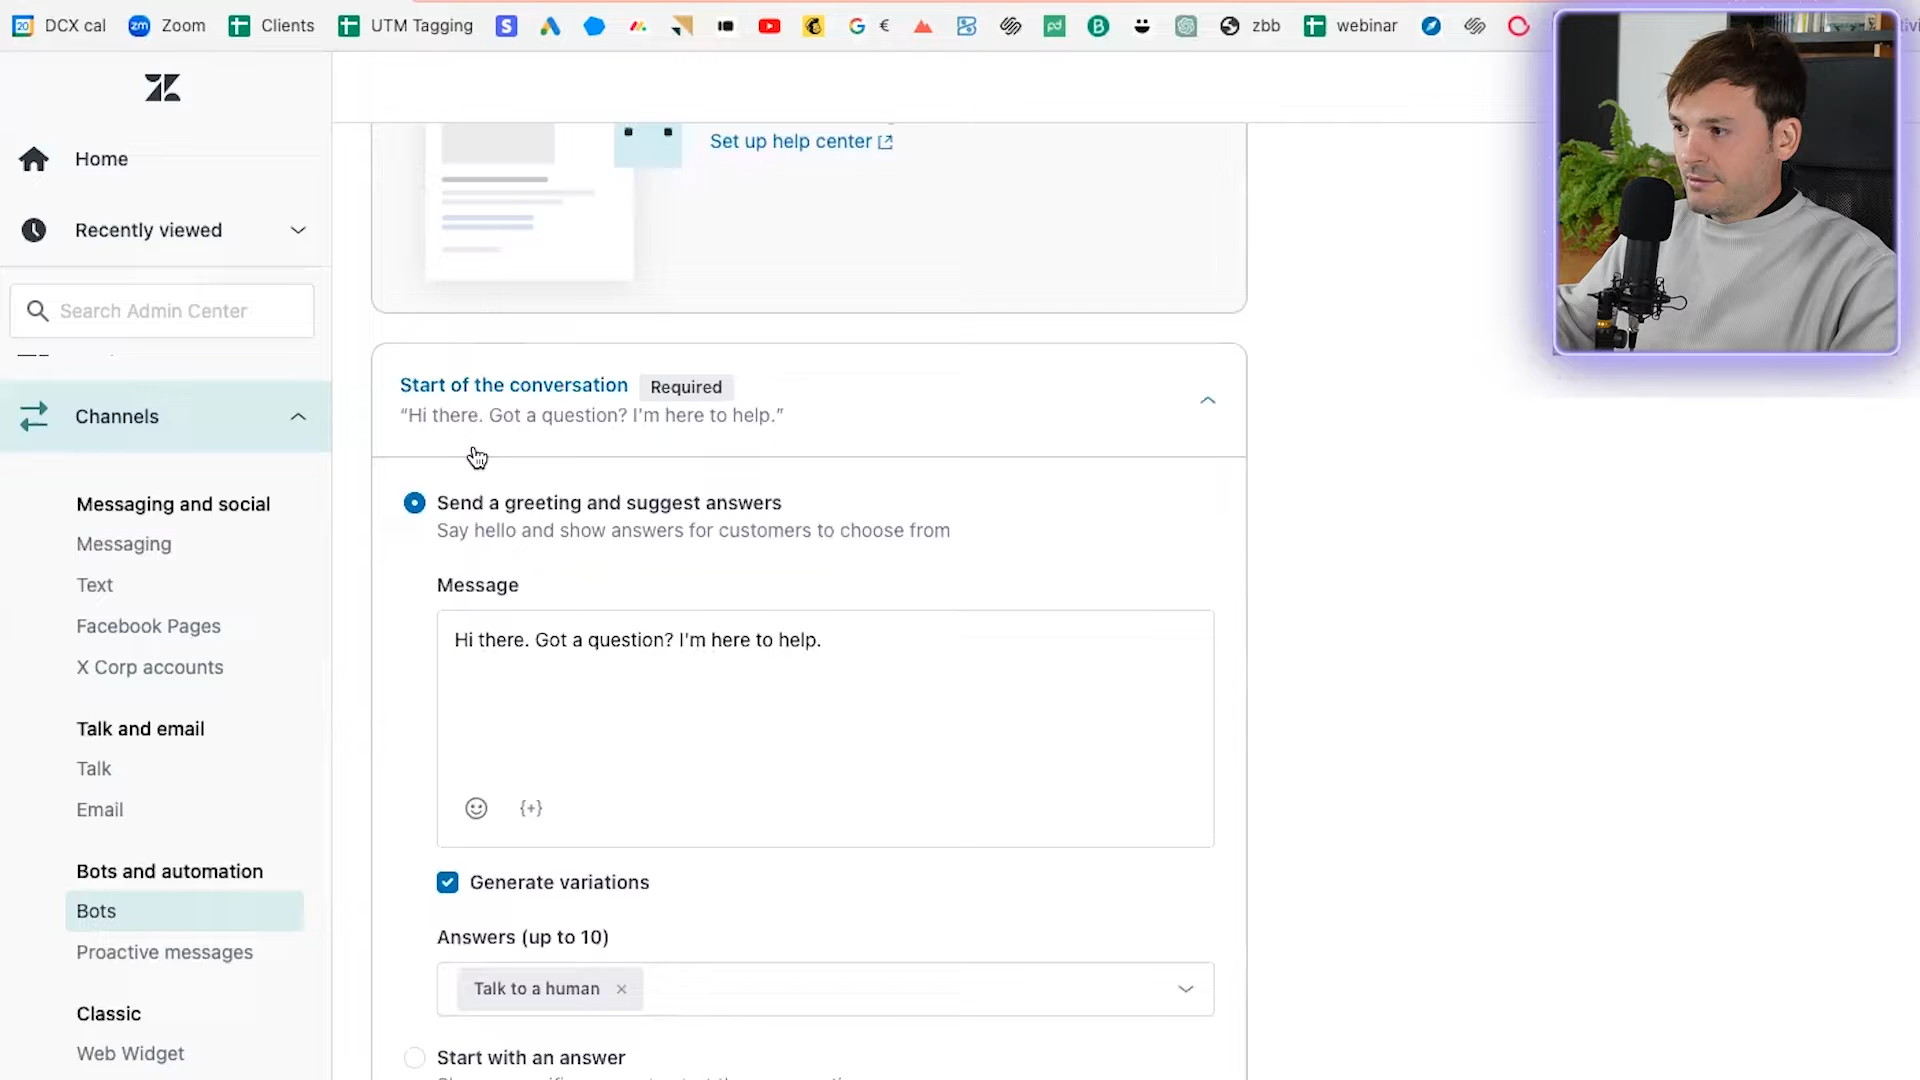 DCX cal
Zoom
Clients
UTM Tagging
€
zbb
webinar
Home
Recently viewed
Search Admin Center
Channels
Messaging and social
Messaging
Text
Facebook Pages
X Corp accounts
Talk and email
Talk
Email
Bots and automation
Bots
Proactive messages
Classic
Web Widget
Set up help center
Start of the conversation Required
“Hi there. Got a question? I'm here to help.”
Send a greeting and suggest answers
Say hello and show answers for customers to choose from
Message
Hi there. Got a question? I'm here to help.
{+}
Generate variations
Answers (up to 10)
Talk to a human ×
Start with an answer